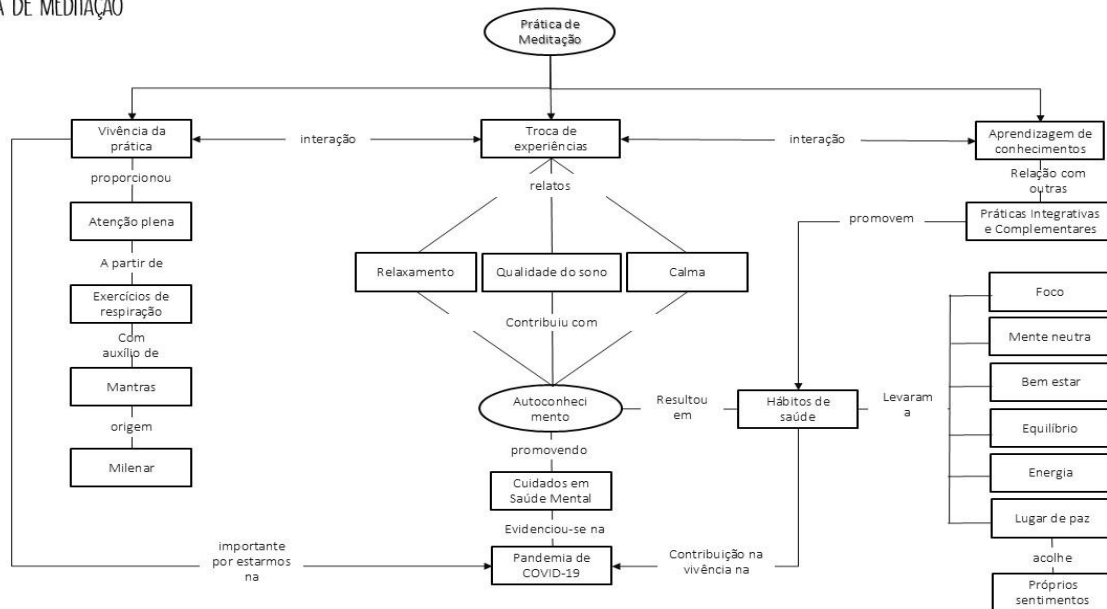 A DE MEDITAÇÃO
Prática de
Meditação
Vivência da
prática
interação
Troca de
experiências
interação
Aprendizagem de
conhecimentos
proporcionou
relatos
Relação com
outras
Atenção plena
promovem
Práticas Integrativas
e Complementares
A partir de
Relaxamento
Qualidade do sono
Calma
Exercícios de
respiração
Foco
Contribuiu com
Com
auxílio de
Mente neutra
Mantras
Bem estar
Autoconheci
mento
Resultou
em
Hábitos de
saúde
Levaram
a
origem
Equilíbrio
promovendo
Milenar
Energia
Cuidados em
Saúde Mental
Lugar de paz
Evidenciou-se na
importante
por estarmos
na
Pandemia de
COVID-19
Contribuição na
vivência na
acolhe
Próprios
sentimentos